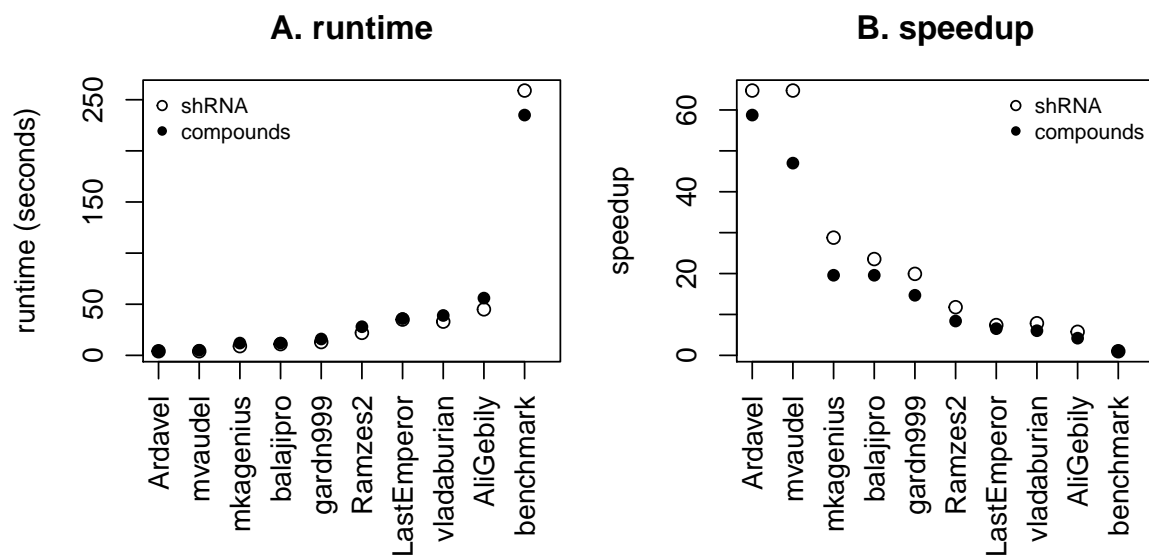 A. runtime
runtime (seconds)
250
150
50
0
shRNA
compounds
Ardavel
mvaudel
mkagenius
balajipro
gardn999
Ramzes2
LastEmperor
vladaburian
AliGebily
benchmark
B. speedup
speedup
60
40
20
0
shRNA
compounds
Ardavel
mvaudel
mkagenius
balajipro
gardn999
Ramzes2
LastEmperor
vladaburian
AliGebily
benchmark